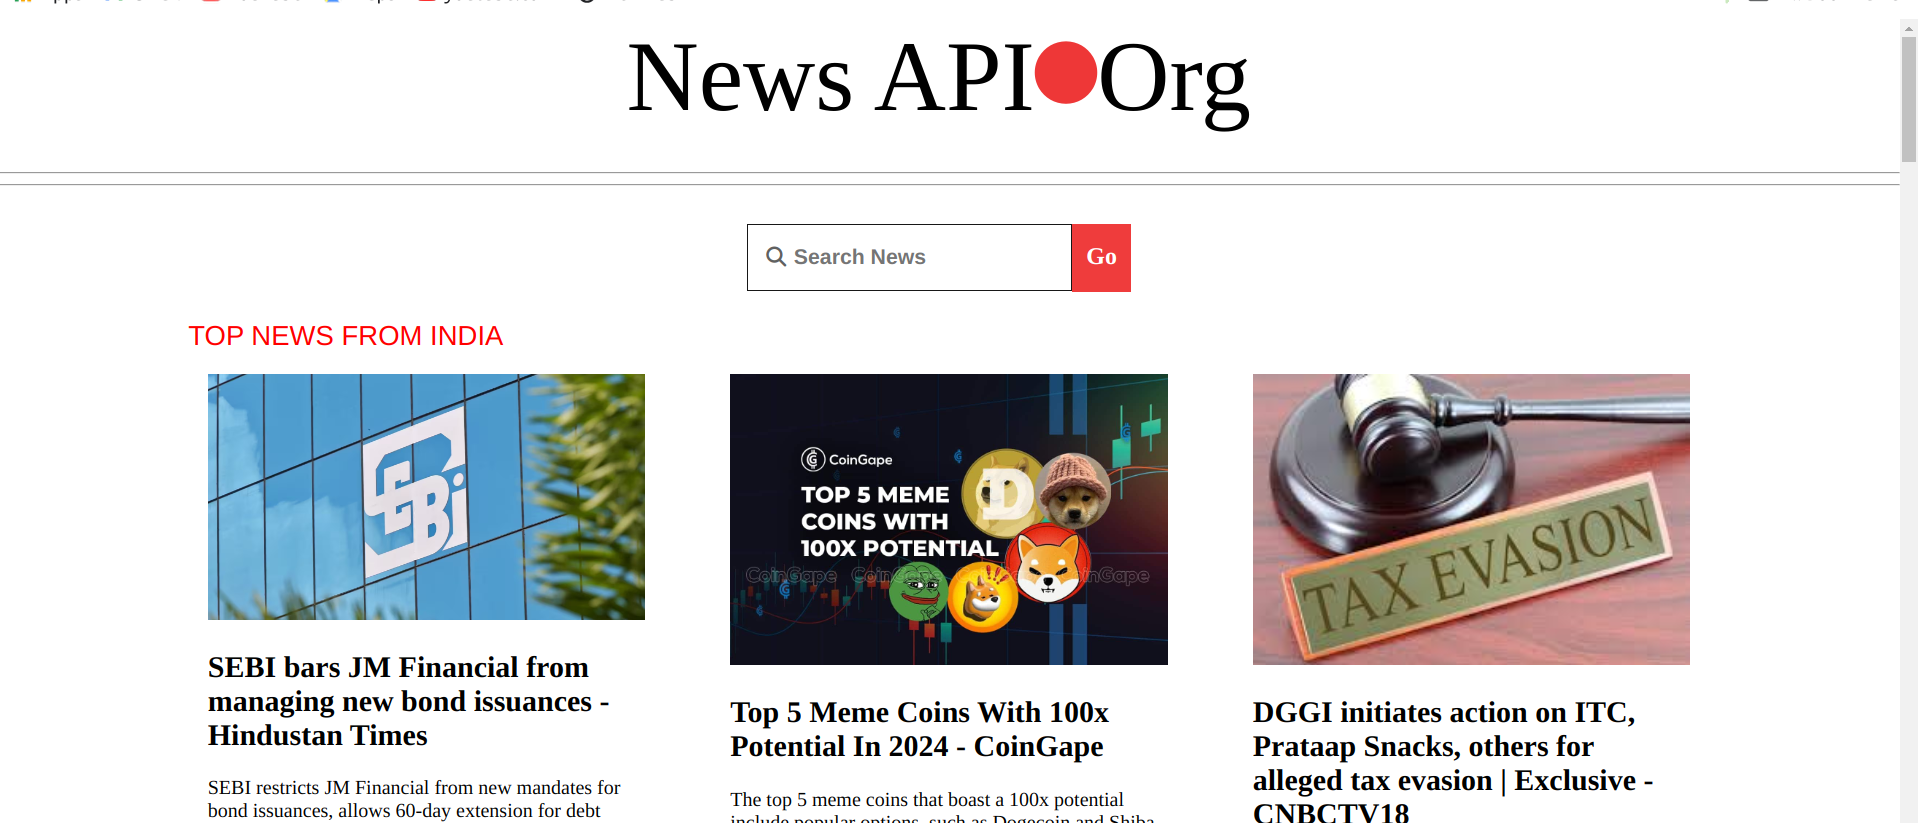 News API Org
Search News
Go
TOP NEWS FROM INDIA
SEBI
SEBI bars JM Financial from
managing new bond issuances -
Hindustan Times
SEBI restricts JM Financial from new mandates for
bond issuances, allows 60-day extension for debt
CoinGape
TOP 5 MEME
COINS WITH
100X POTENTIAL
CoinGape
Top 5 Meme Coins With 100x
Potential In 2024 - CoinGape
The top 5 meme coins that boast a 100x potential
include popular options, such as Dogecoin and Shiba
TAX EVASION
DGGI initiates action on ITC,
Prataap Snacks, others for
alleged tax evasion | Exclusive -
CNBCTV18